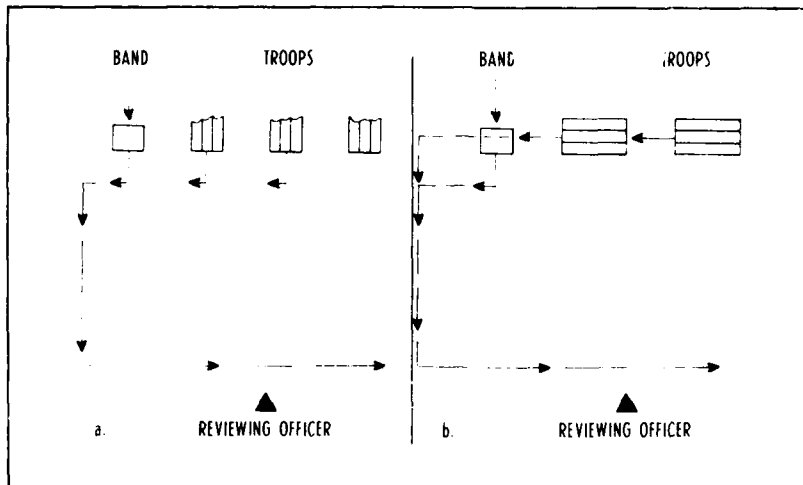 BAND TROOPS
BAND TROOPS
a. REVIEWING OFFICER
b. REVIEWING OFFICER